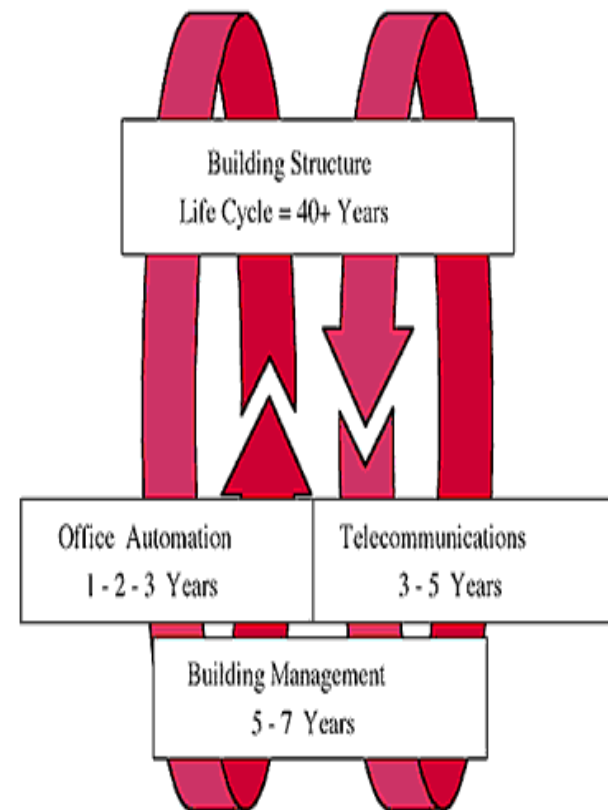 Building Structure
Life Cycle = 40+ Years
Office Automation
1 - 2 - 3 Years
Telecommunications
3 - 5 Years
Building Management
5 - 7 Years